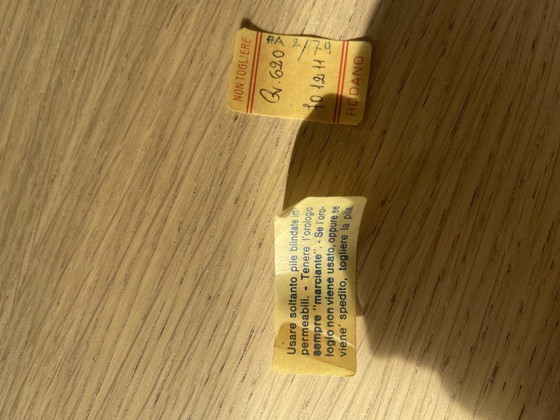 NON TOGLIERE
RA 2/79
Qr. 620
10 12 11
RODANO
Usare soltanto pile blindate im-
permeabili. - Tenere l'orologio
sempre "marciante". - Se l'oro-
logio non viene usato, oppure se
viene spedito, togliere la pila.